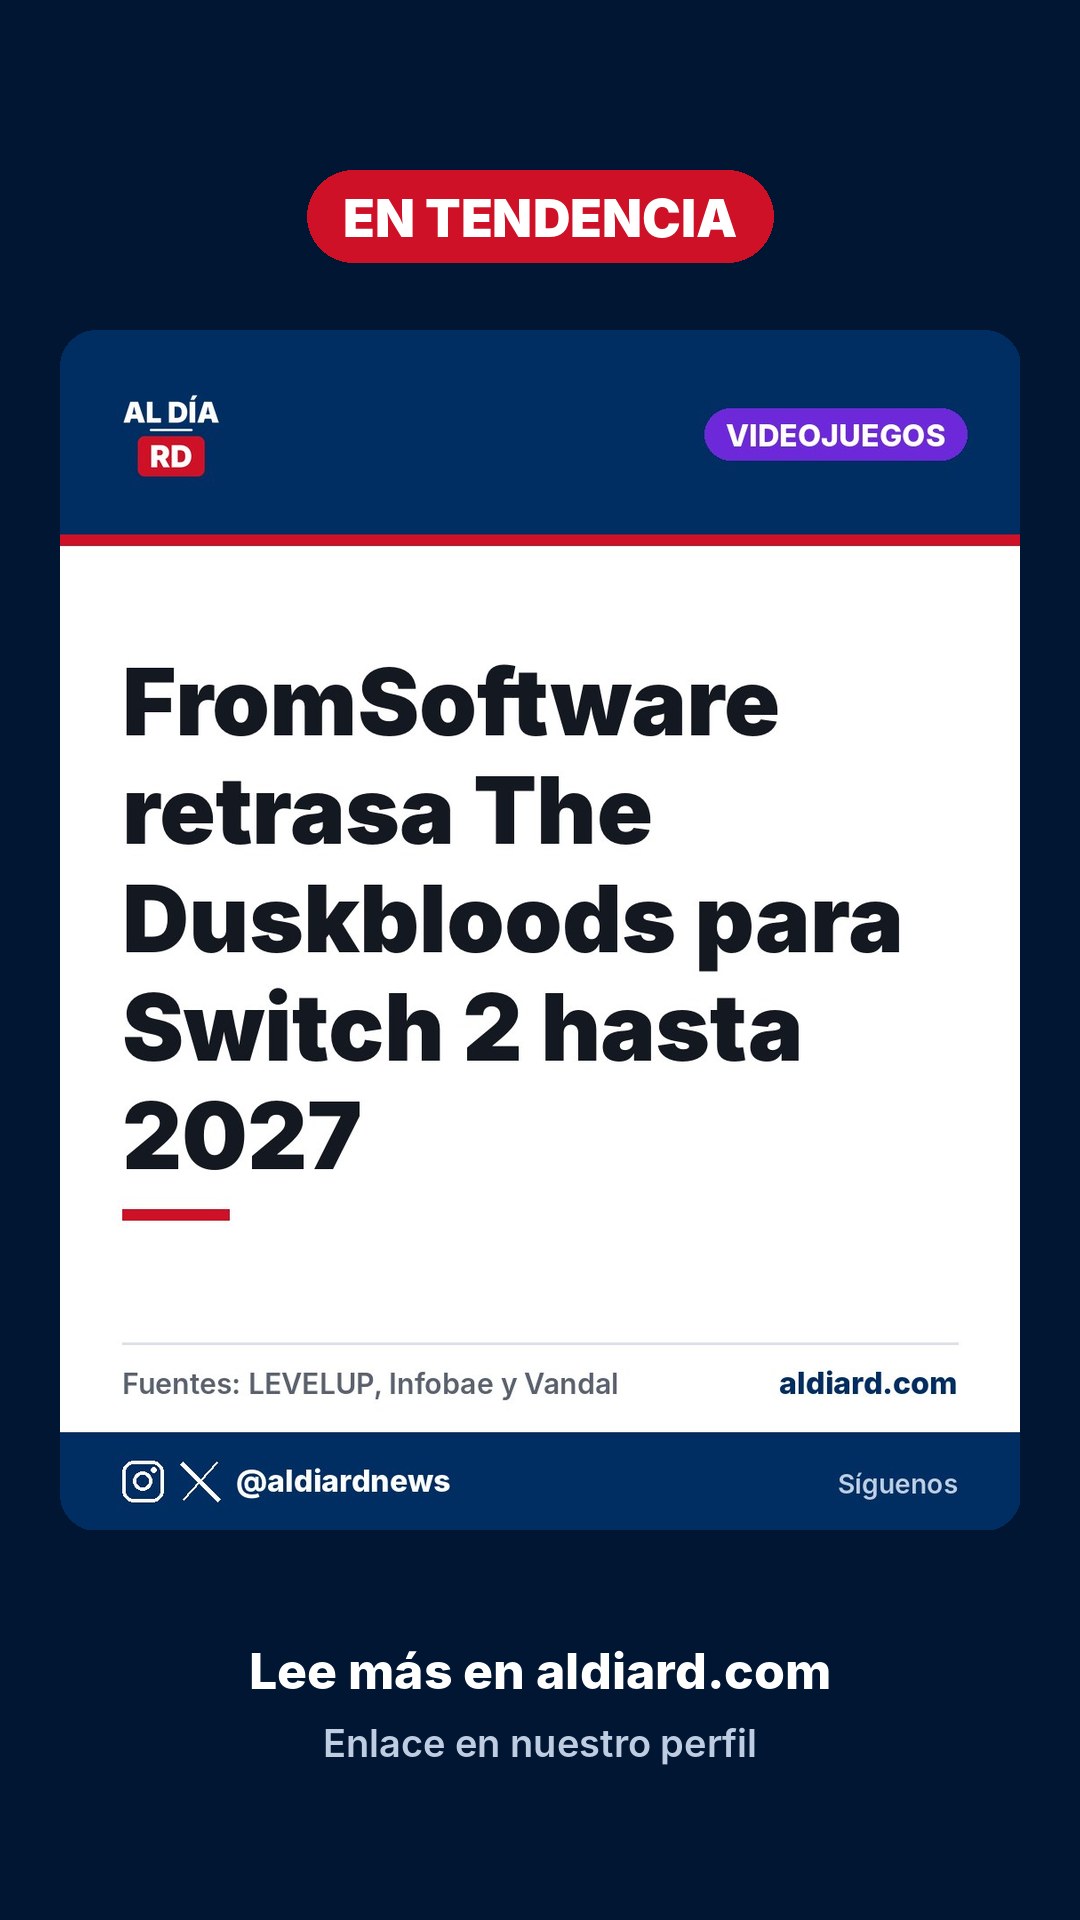 EN TENDENCIA
AL DÍA
RD
VIDEOJUEGOS
FromSoftware
retrasa The
Duskbloods para
Switch 2 hasta
2027
Fuentes: LEVELUP, Infobae y Vandal
aldiard.com
@aldiardnews
Síguenos
Lee más en aldiard.com
Enlace en nuestro perfil